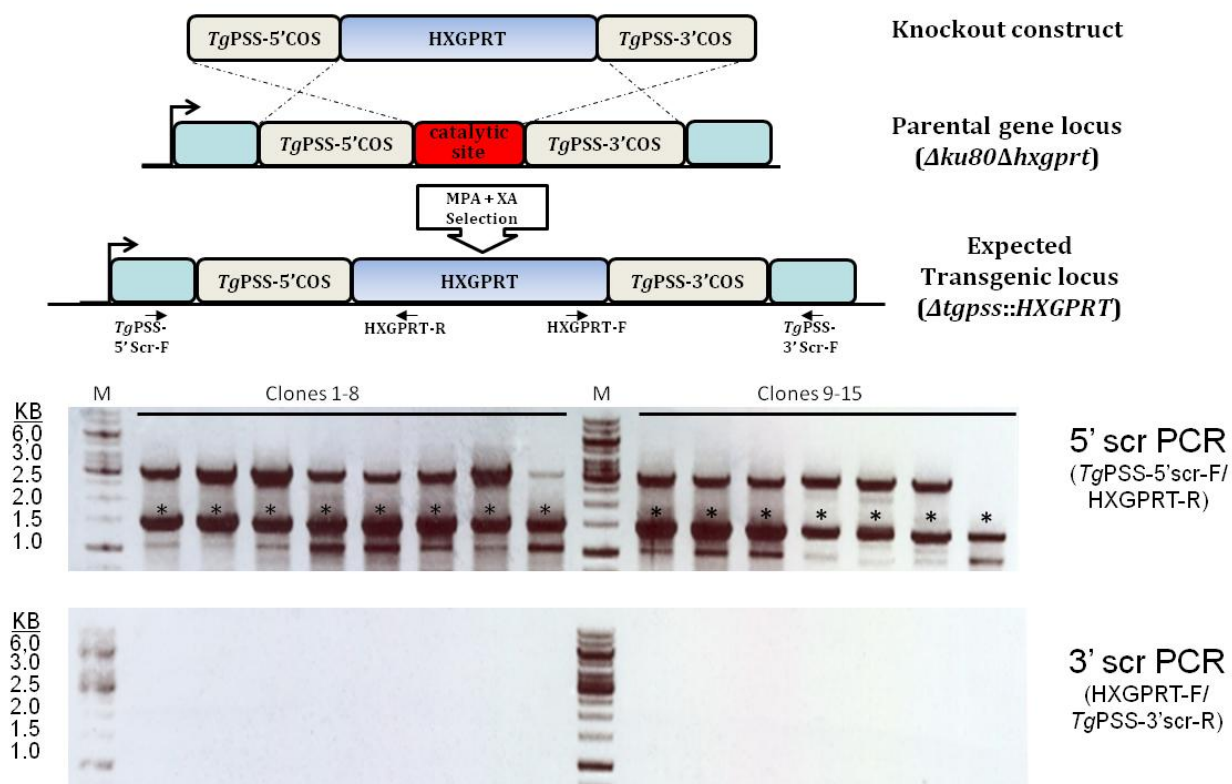 TgPSS-5'COS HXGPRT TgPSS-3'COS
Knockout construct
TgPSS-5'COS catalytic site TgPSS-3'COS
Parental gene locus
(Δku80Δhxgprt)
MPA + XA
Selection
TgPSS-5'COS HXGPRT TgPSS-3'COS
Expected
Transgenic locus
(Δtgpss::HXGPRT)
TgPSS-
5' Scr-F
HXGPRT-R
HXGPRT-F
TgPSS-
3' Scr-F
M Clones 1-8 M Clones 9-15
KB
6.0
3.0
2.5
2.0
1.5
1.0
* * * * * * * * * * * * * * *
5' scr PCR
(TgPSS-5'scr-F/
HXGPRT-R)
KB
6.0
3.0
2.5
2.0
1.5
1.0
3' scr PCR
(HXGPRT-F/
TgPSS-3'scr-R)